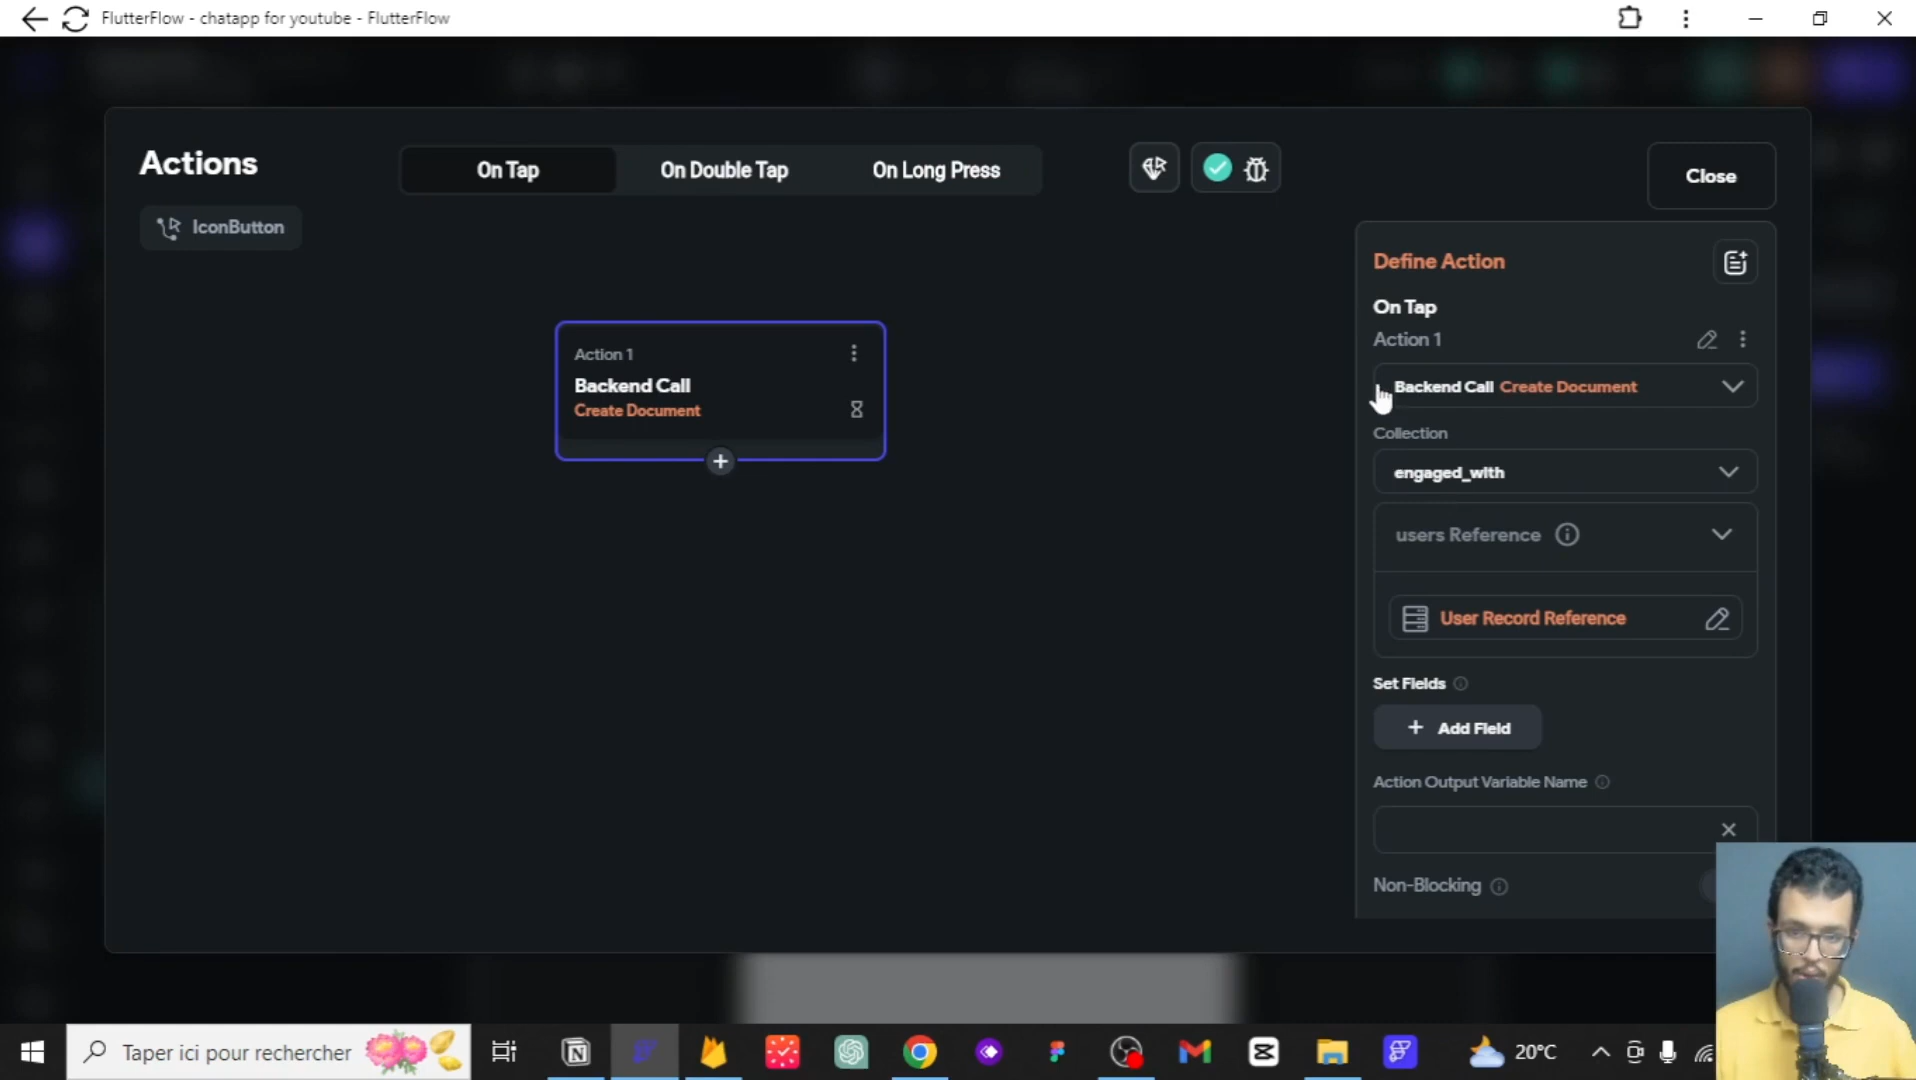 FlutterFlow - chatapp for youtube - FlutterFlow
Actions
On Tap
On Double Tap
On Long Press
Close
IconButton
Define Action
On Tap
Action 1
Backend Call Create Document
Collection
engaged_with
users Reference
User Record Reference
Set Fields
+ Add Field
Action Output Variable Name
Non-Blocking
Action 1
Backend Call
Create Document
Taper ici pour rechercher
20°C